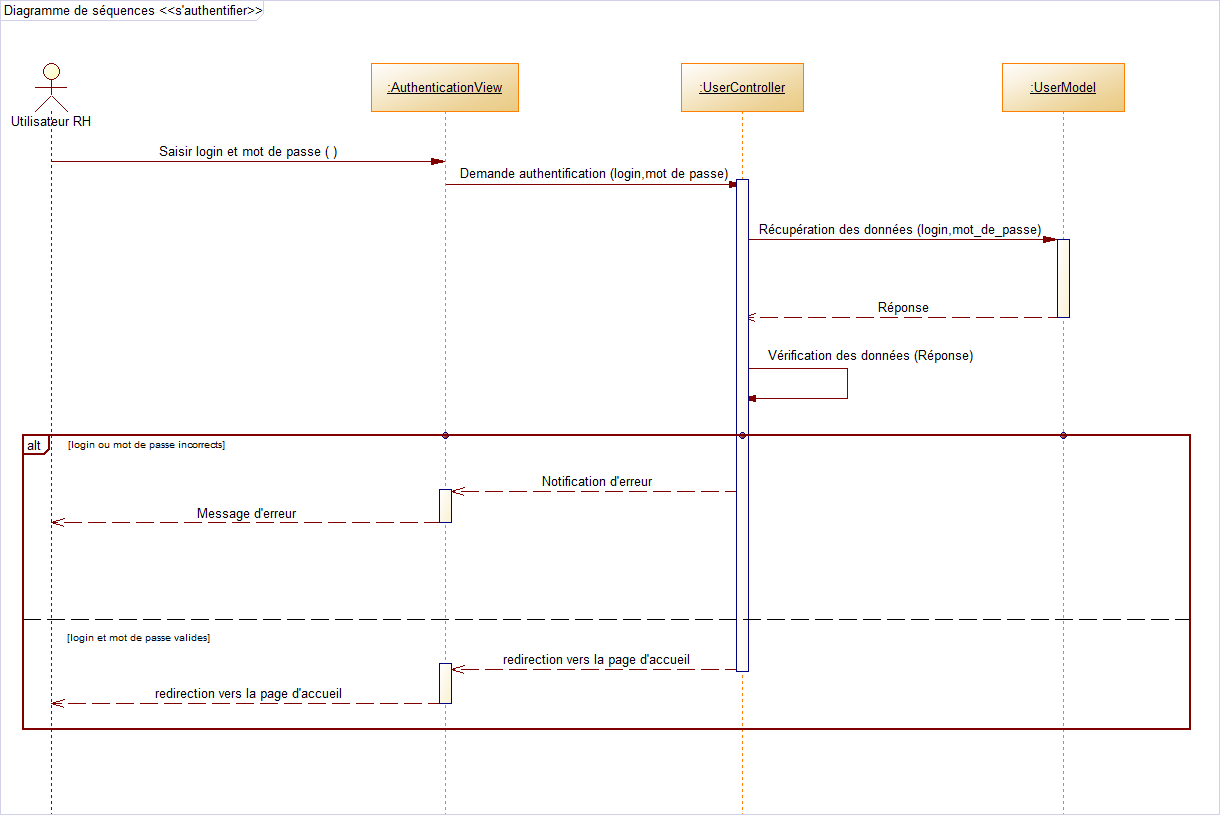 Diagramme de séquences <<s'authentifier>>
Utilisateur RH
:AuthenticationView
:UserController
:UserModel
Saisir login et mot de passe ( )
Demande authentification (login,mot de passe)
Récupération des données (login,mot_de_passe)
Réponse
Vérification des données (Réponse)
alt
[login ou mot de passe incorrects]
Notification d'erreur
Message d'erreur
[login et mot de passe valides]
redirection vers la page d'accueil
redirection vers la page d'accueil